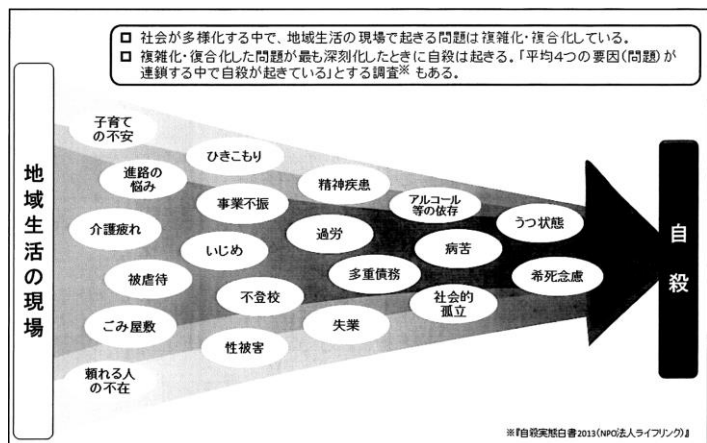 □ 社会が多様化する中で、地域生活の現場で起きる問題は複雑化・複合化している。
□ 複雑化・復合化した問題が最も深刻化したときに自殺は起きる。「平均4つの要因(問題)が
連鎖する中で自殺が起きている」とする調査※もある。
地域生活の現場
子育て
の不安
進路の
悩み
介護疲れ
被虐待
ごみ屋敷
頼れる人
の不在
ひきこもり
事業不振
いじめ
不登校
性被害
精神疾患
過労
多重債務
失業
アルコール
等の依存
病苦
社会的
孤立
うつ状態
希死念慮
自殺
※『自殺実態白書2013(NPO法人ライフリンク)』